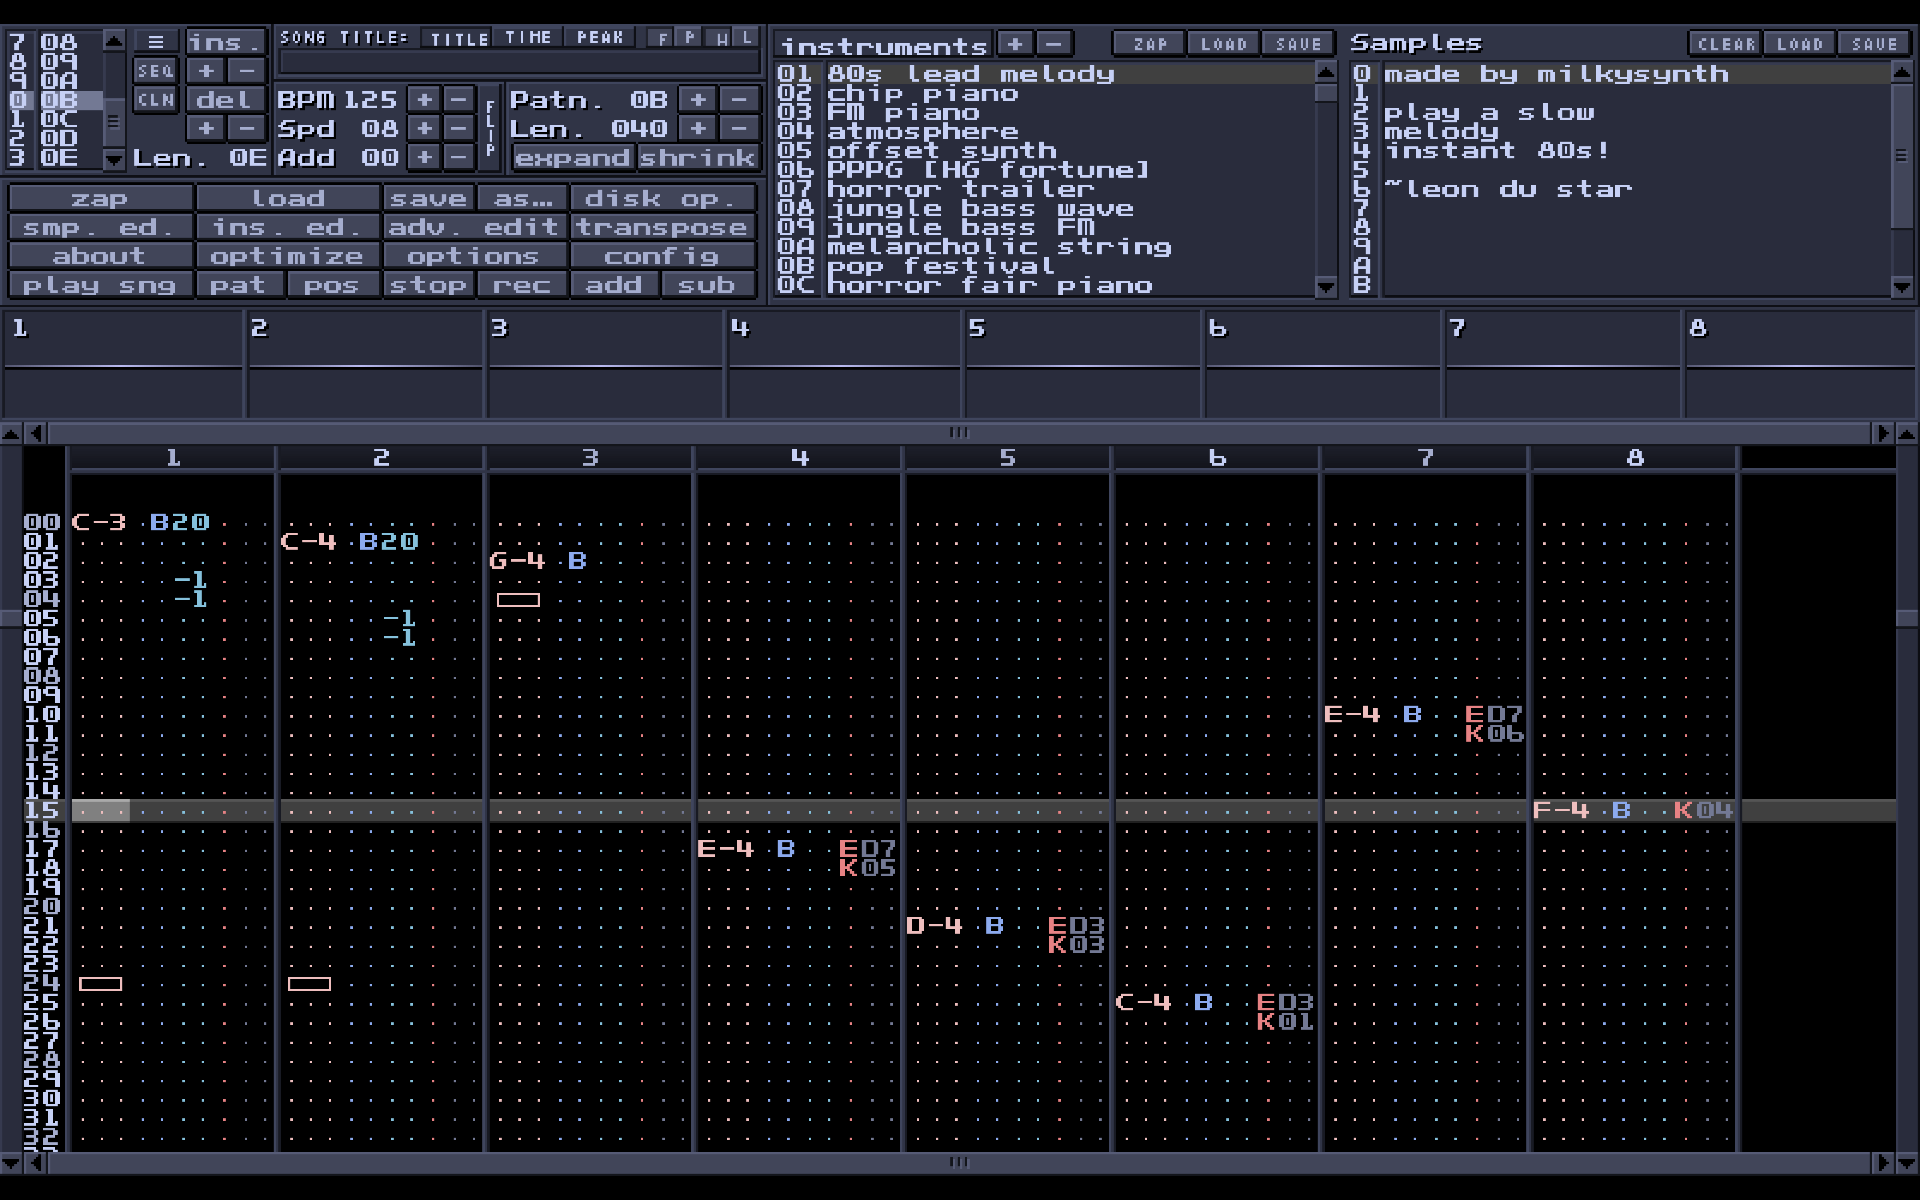 7 08
8 09
9 0A
0 0B
1 0C
2 0D
3 0E
ins.
SEQ + -
CLN del
+ -
Len. 0E
SONG TITLE: TITLE TIME PEAK F P W L
BPM 125 + -
Spd 08 + -
Add 00 + -
FLIP
Patn. 0B + -
Len. 040 + -
expand shrink
zap load save as... disk op.
smp. ed. ins. ed. adv. edit transpose
about optimize options config
play sng pat pos stop rec add sub
instruments + - ZAP LOAD SAVE
01 80s lead melody
02 chip piano
03 FM piano
04 atmosphere
05 offset synth
06 PPPG [HG fortune]
07 horror trailer
08 jungle bass wave
09 jungle bass FM
0A melancholic string
0B pop festival
0C horror fair piano
Samples CLEAR LOAD SAVE
0 made by milkysynth
1
2 play a slow
3 melody
4 instant 80s!
5
6 ~leon du star
7
8
9
A
B
1 2 3 4 5 6 7 8
1 2 3 4 5 6 7 8
00 C-3 B20
01 C-4 B20
02 G-4 B
03 -1
04 -1
05 -1
06 -1
07
08
09
10 E-4 B ED7
11 K06
12
13
14
15 F-4 B K04
16
17 E-4 B ED7
18 K05
19
20
21 D-4 B ED3
22 K03
23
24
25 C-4 B ED3
26 K01
27
28
29
30
31
32